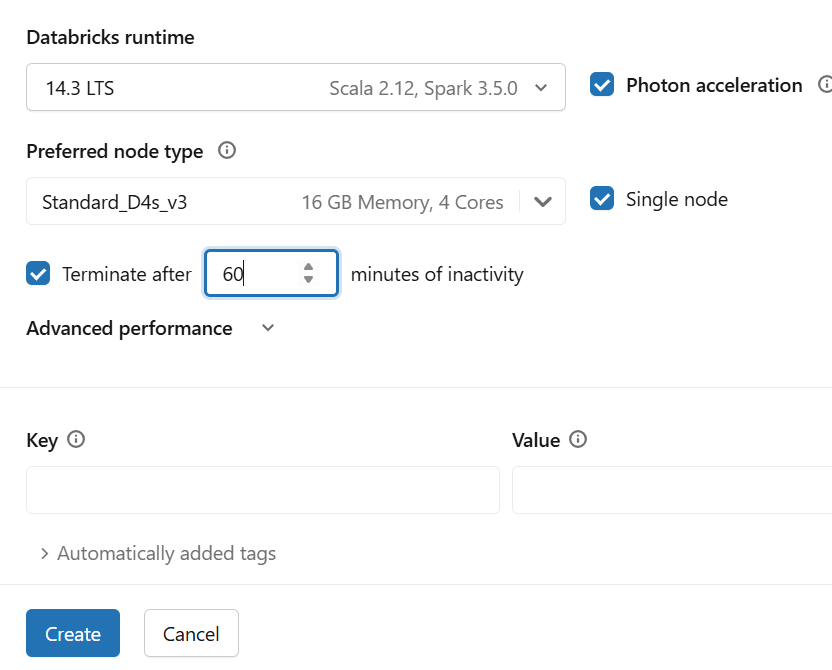 Databricks runtime
14.3 LTS Scala 2.12, Spark 3.5.0 Photon acceleration
Preferred node type
Standard_D4s_v3 16 GB Memory, 4 Cores Single node
Terminate after 60 minutes of inactivity
Advanced performance
Key Value
Automatically added tags
Create Cancel